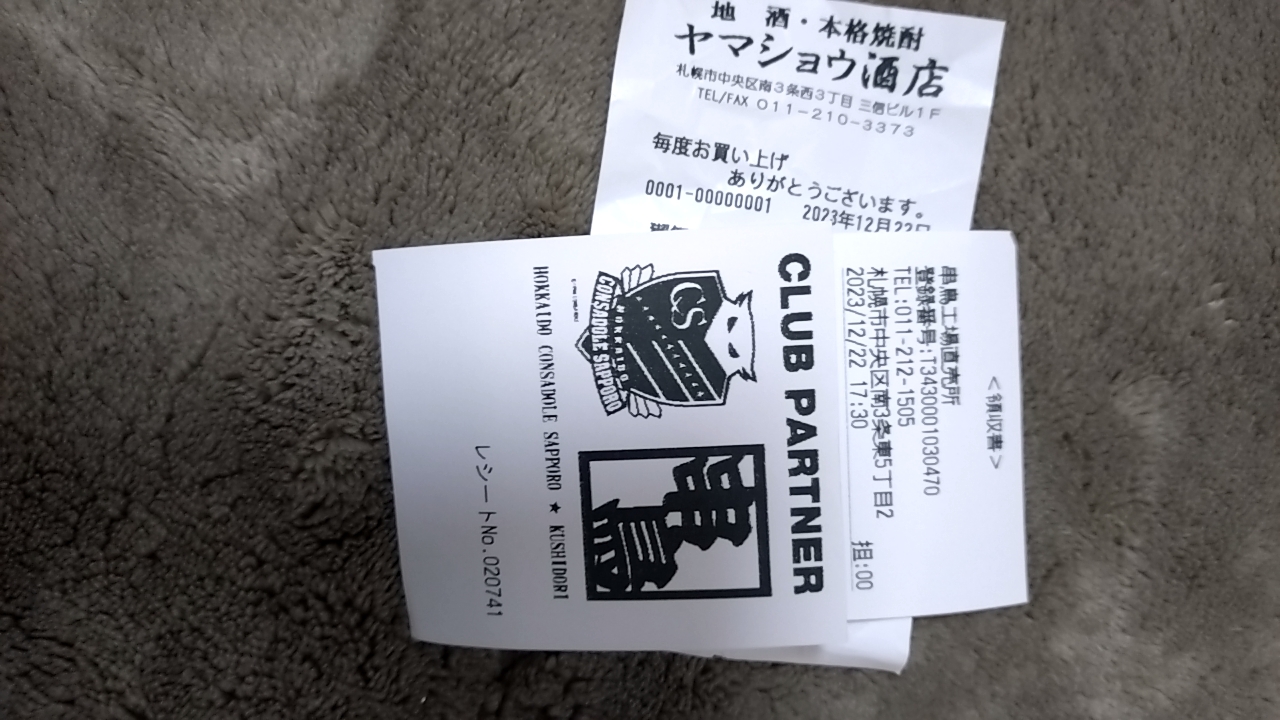 地 酒・本格焼酎
ヤマショウ酒店
札幌市中央区南3条西3丁目 三信ビル1F
TEL/FAX 011-210-3373
毎度お買い上げ
ありがとうございます。
0001-00000001 2023年12月22日
<領収書>
串鳥工場直売所
登録番号:T3430001030470
TEL:011-212-1505
札幌市中央区南3条東5丁目2
2023/12/22 17:30 担:00
CLUB PARTNER
CS
HOKKAIDO
CONSADOLE SAPPORO
串鳥
HOKKAIDO CONSADOLE SAPPORO ★ KUSHIDORI
レシートNo.020741